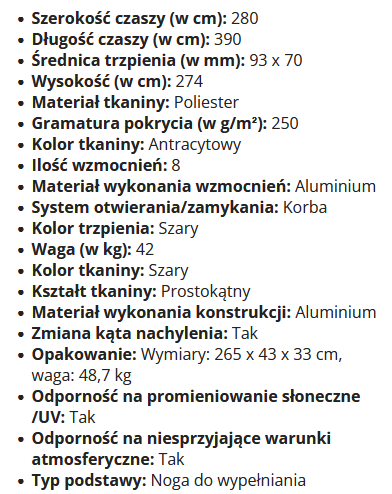 • Szerokość czaszy (w cm): 280
• Długość czaszy (w cm): 390
• Średnica trzpienia (w mm): 93 x 70
• Wysokość (w cm): 274
• Materiał tkaniny: Poliester
• Gramatura pokrycia (w g/m²): 250
• Kolor tkaniny: Antracytowy
• Ilość wzmocnień: 8
• Materiał wykonania wzmocnień: Aluminium
• System otwierania/zamykania: Korba
• Kolor trzpienia: Szary
• Waga (w kg): 42
• Kolor tkaniny: Szary
• Kształt tkaniny: Prostokątny
• Materiał wykonania konstrukcji: Aluminium
• Zmiana kąta nachylenia: Tak
• Opakowanie: Wymiary: 265 x 43 x 33 cm,
waga: 48,7 kg
• Odporność na promieniowanie słoneczne
/UV: Tak
• Odporność na niesprzyjające warunki
atmosferyczne: Tak
• Typ podstawy: Noga do wypełniania